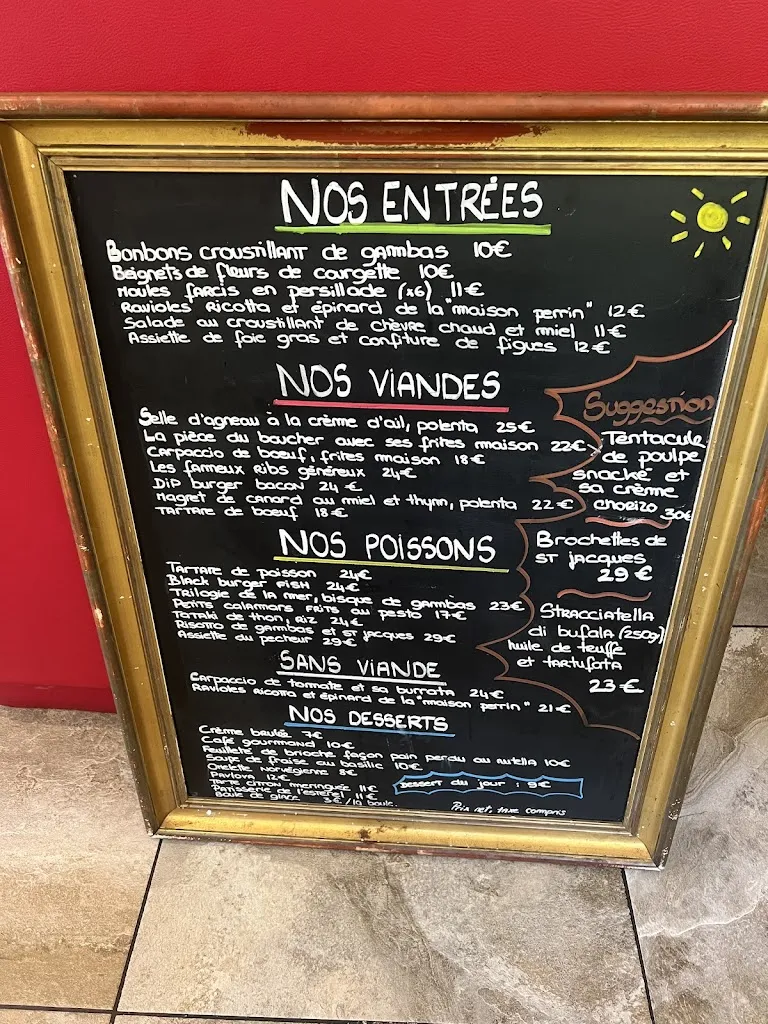 NOS ENTRÉES
Bonbons croustillant de gambas 10€
Beignets de fleurs de courgette 10€
Moules farcis en persillade (x6) 11€
Ravioles Ricotta et épinard de la "maison perrin" 12€
Salade au croustillant de chèvre chaud et miel 11€
Assiette de foie gras et confiture de figues 12€
NOS VIANDES
Selle d'agneau à la crème d'ail, polenta 25€
La pièce du boucher avec ses frites maison 22€
Carpaccio de boeuf, frites maison 18€
Les fameux Ribs généreux 24€
Dip burger bacon 24€
Magret de canard au miel et thym, polenta 22€
Tartare de boeuf 18€
NOS POISSONS
Tartare de poisson 24€
Black burger fish 24€
Trilogie de la mer, bisque de gambas 23€
Petits calamars frits au pesto 17€
Tataki de thon, riz 24€
Risotto de gambas et st jacques 29€
Assiette du pecheur 29€
SANS VIANDE
Carpaccio de tomate et sa burrata 24€
Ravioles ricotta et épinard de la "maison perrin" 21€
NOS DESSERTS
Crème brulée 7€
Café gourmand 10€
Feuilleté de brioche façon pain perdu au nutella 10€
Soupe de fraise au basilic 10€
Omelette norvégienne 8€
Pavlova 12€
Tarte citron meringuée 11€
Patisserie de l'esterel 11€
Boule de glace 3€/la boule.
Dessert du jour : 9€
Prix net, taxe compris
Suggestion
Tentacule
de poulpe
snacké et
sa crème
chorizo 30€
Brochettes de
ST jacques
29€
Stracciatella
di bufala (250g)
huile de truffe
et tartufata
23€